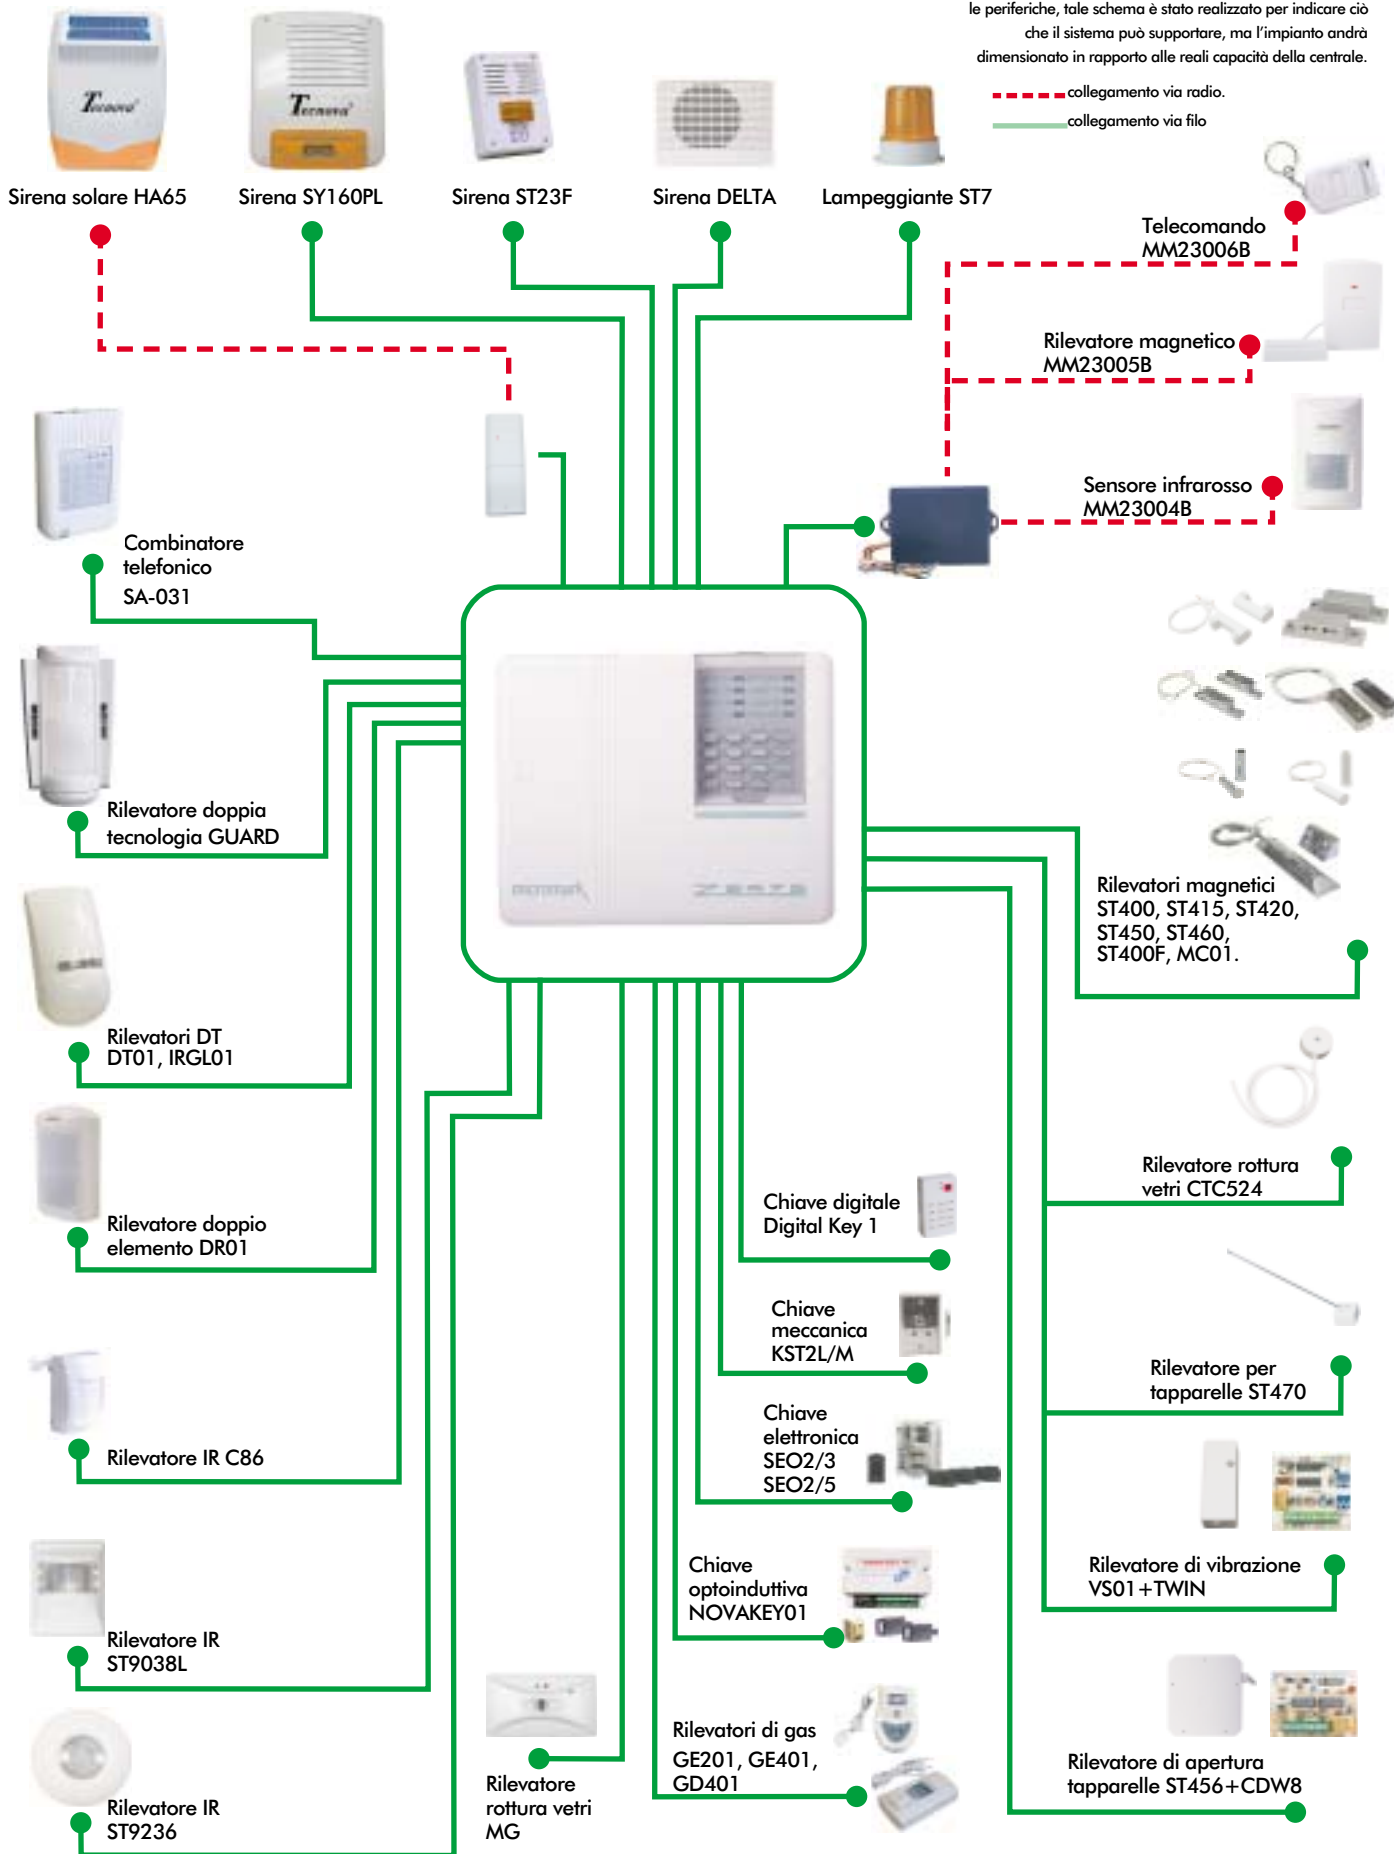 le periferiche, tale schema è stato realizzato per indicare ciò
che il sistema può supportare, ma l'impianto andrà
dimensionato in rapporto alle reali capacità della centrale.
collegamento via radio.
collegamento via filo
Tecnova
Tecnova
Sirena solare HA65
Sirena SY160PL
Sirena ST23F
Sirena DELTA
Lampeggiante ST7
Telecomando
MM23006B
Rilevatore magnetico
MM23005B
Sensore infrarosso
MM23004B
Combinatore
telefonico
SA-031
Rilevatore doppia
tecnologia GUARD
micromark
Rilevatori magnetici
ST400, ST415, ST420,
ST450, ST460,
ST400F, MC01.
Rilevatori DT
DT01, IRGL01
Rilevatore rottura
vetri CTC524
Chiave digitale
Digital Key 1
Rilevatore doppio
elemento DR01
Chiave
meccanica
KST2L/M
Rilevatore per
tapparelle ST470
Chiave
elettronica
SEO2/3
SEO2/5
Rilevatore IR C86
Chiave
optoinduttiva
NOVAKEY01
Rilevatore di vibrazione
VS01+TWIN
Rilevatore IR
ST9038L
Rilevatori di gas
GE201, GE401,
GD401
Rilevatore di apertura
tapparelle ST456+CDW8
Rilevatore
rottura vetri
MG
Rilevatore IR
ST9236